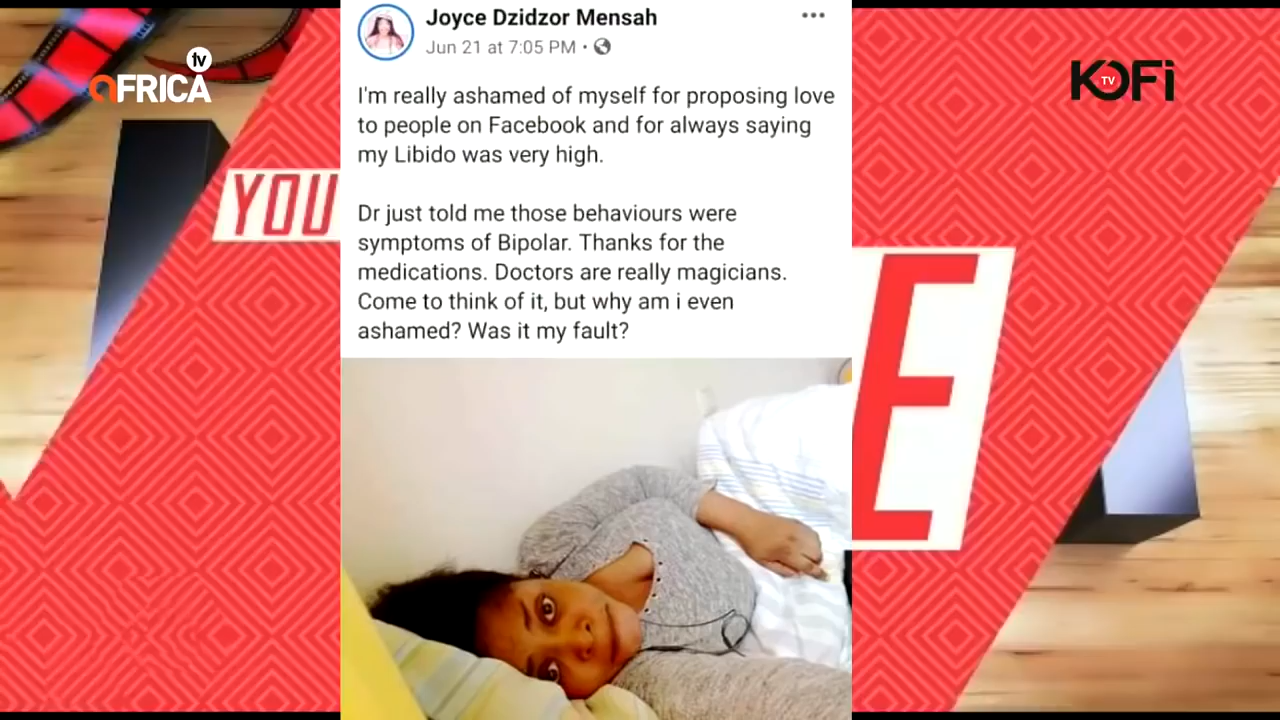 tv
aFRICA
KOFi
TV
YOU
E
Joyce Dzidzor Mensah
Jun 21 at 7:05 PM •
I'm really ashamed of myself for proposing love
to people on Facebook and for always saying
my Libido was very high.
Dr just told me those behaviours were
symptoms of Bipolar. Thanks for the
medications. Doctors are really magicians.
Come to think of it, but why am i even
ashamed? Was it my fault?